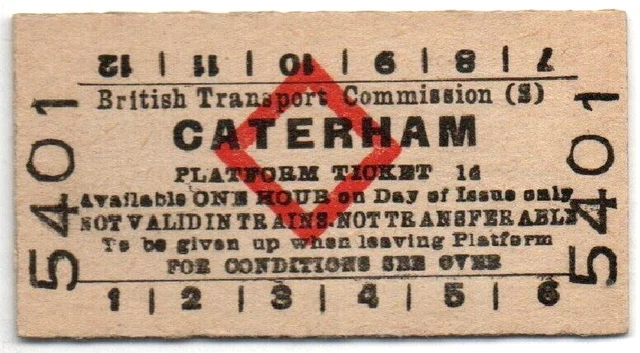 12 | 11 | 10 | 9 | 8 | 7
British Transport Commission (S)
CATERHAM
PLATFORM TICKET 1d
Available ONE HOUR on Day of Issue only
NOT VALID IN TRAINS. NOT TRANSFERABLE
To be given up when leaving Platform
FOR CONDITIONS SEE OVER
1 | 2 | 3 | 4 | 5 | 6
5401
5401